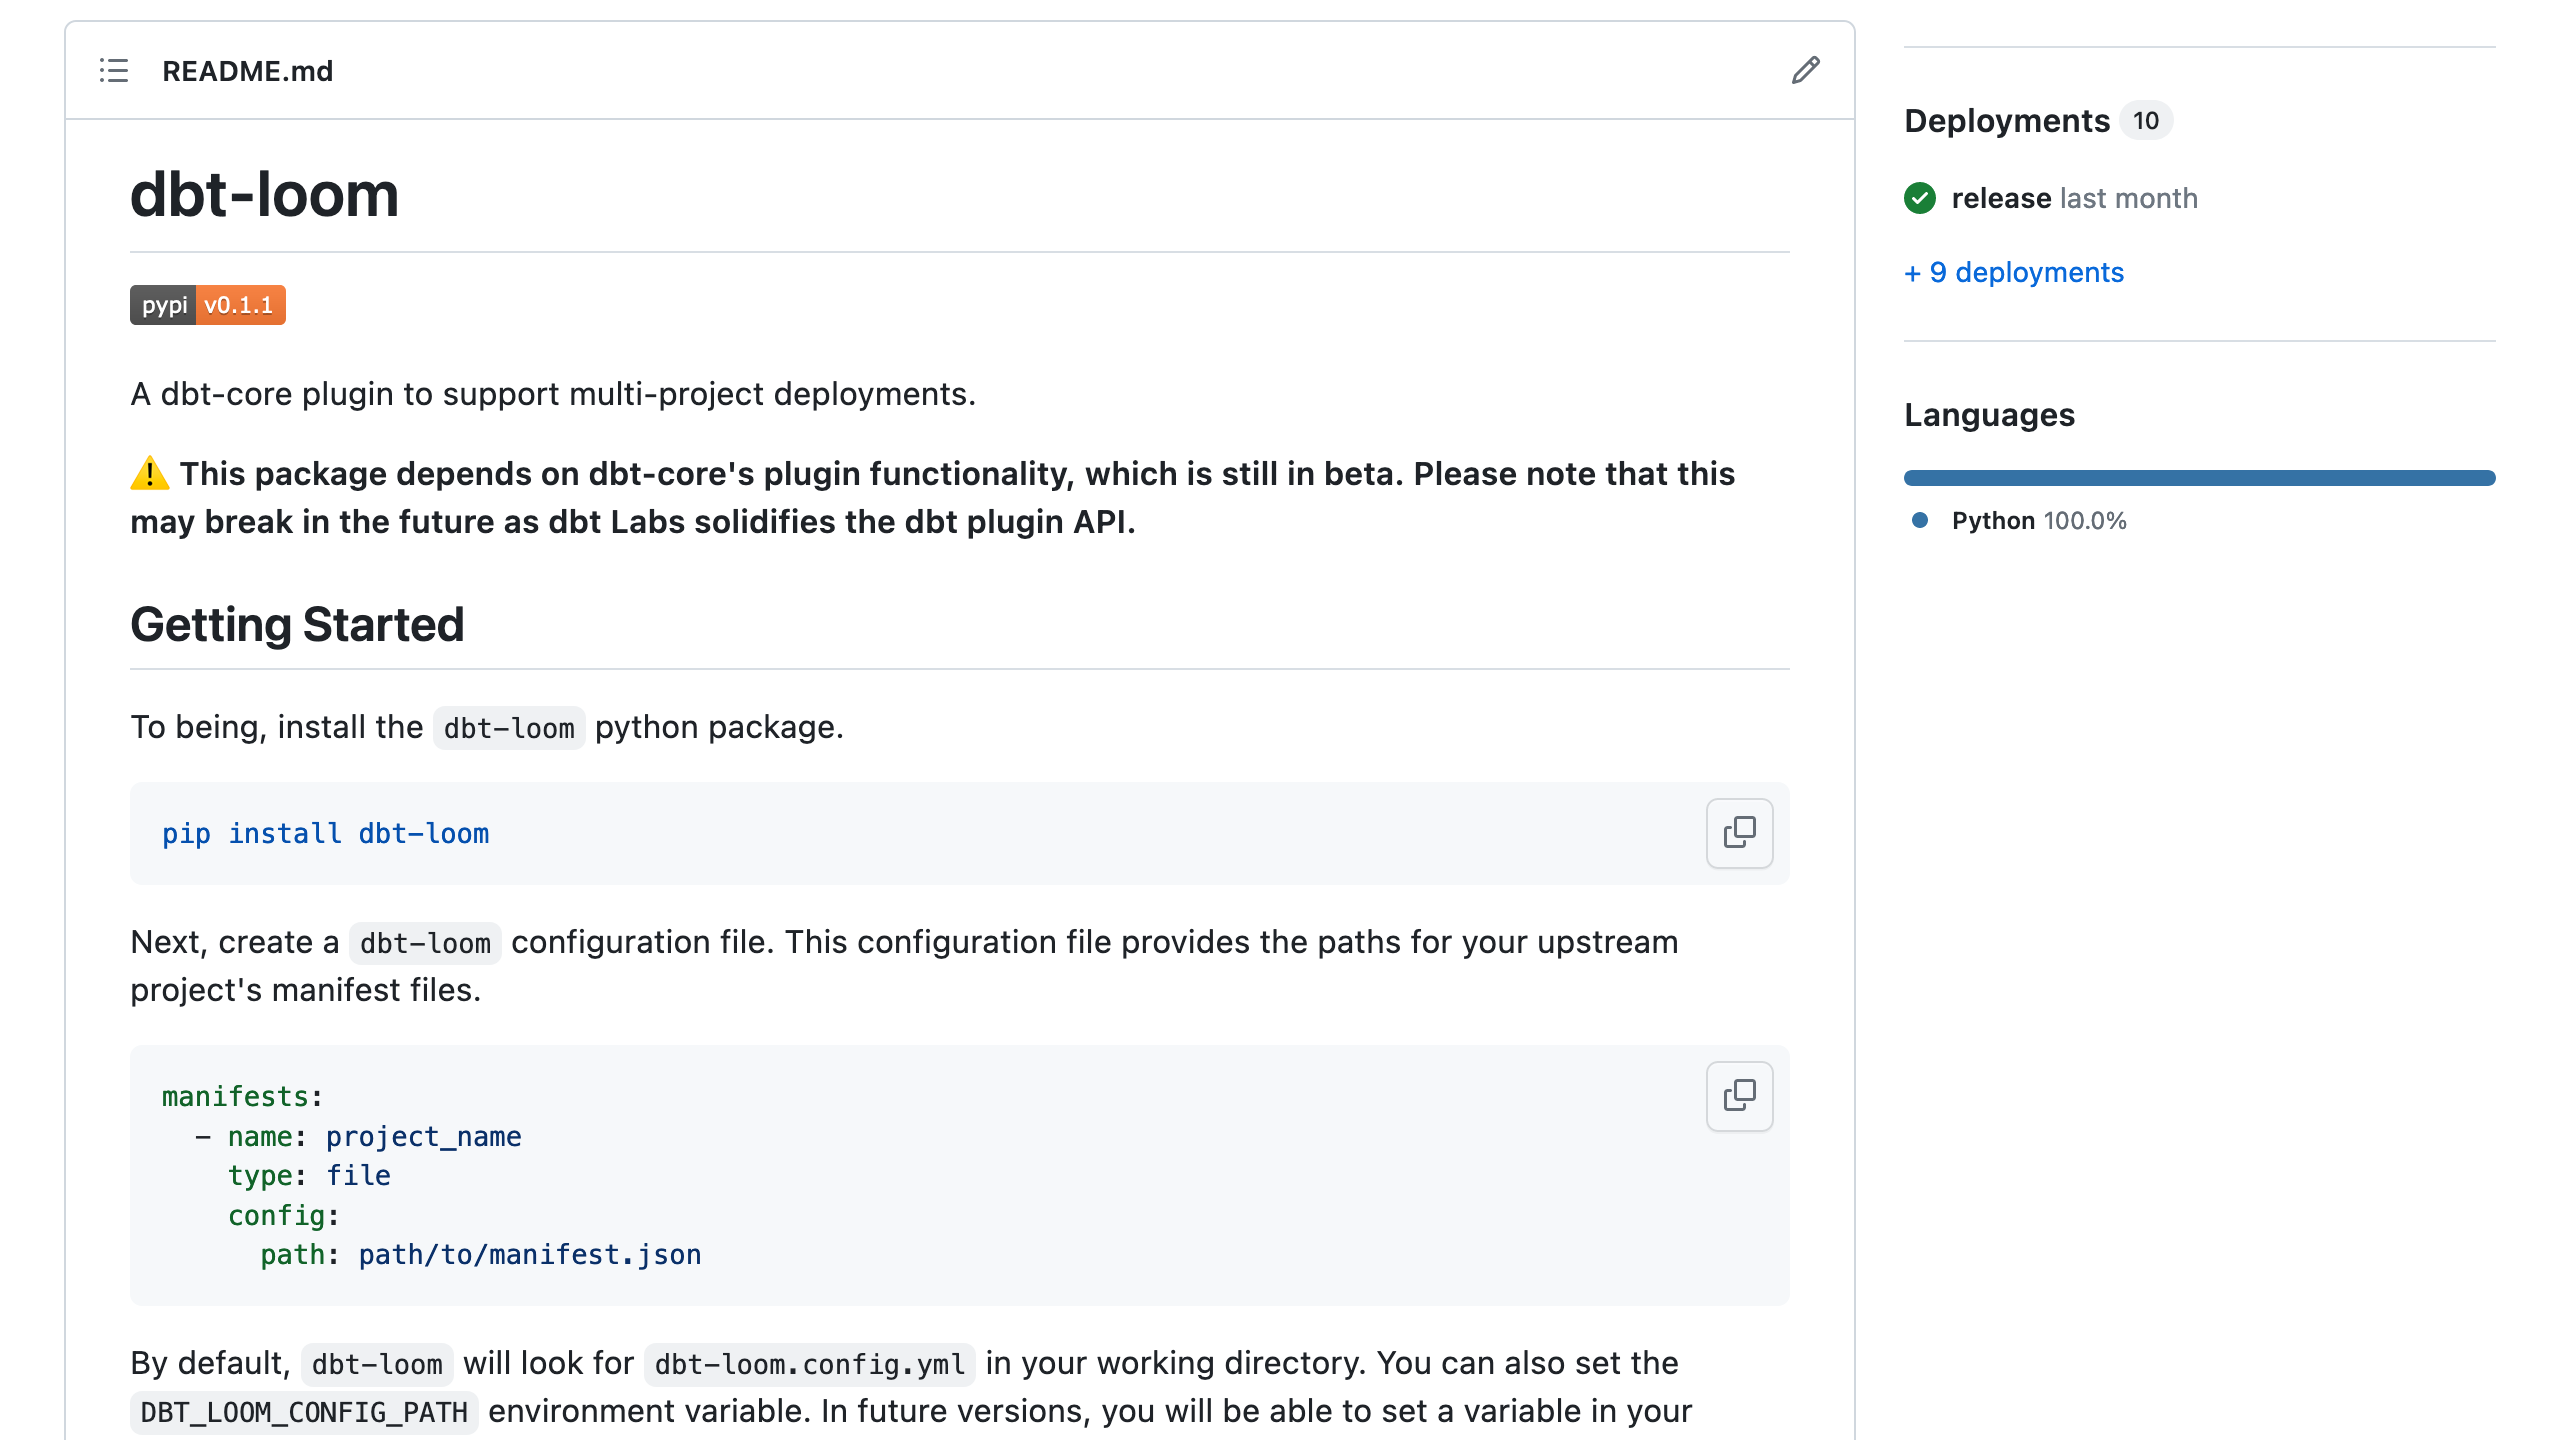 README.md
dbt-loom
pypi v0.1.1
A dbt-core plugin to support multi-project deployments.
⚠️ This package depends on dbt-core's plugin functionality, which is still in beta. Please note that this
may break in the future as dbt Labs solidifies the dbt plugin API.
Getting Started
To being, install the dbt-loom python package.
pip install dbt-loom
Next, create a dbt-loom configuration file. This configuration file provides the paths for your upstream
project's manifest files.
manifests:
  - name: project_name
    type: file
    config:
      path: path/to/manifest.json
By default, dbt-loom will look for dbt-loom.config.yml in your working directory. You can also set the
DBT_LOOM_CONFIG_PATH environment variable. In future versions, you will be able to set a variable in your
Deployments 10
release last month
+ 9 deployments
Languages
Python 100.0%